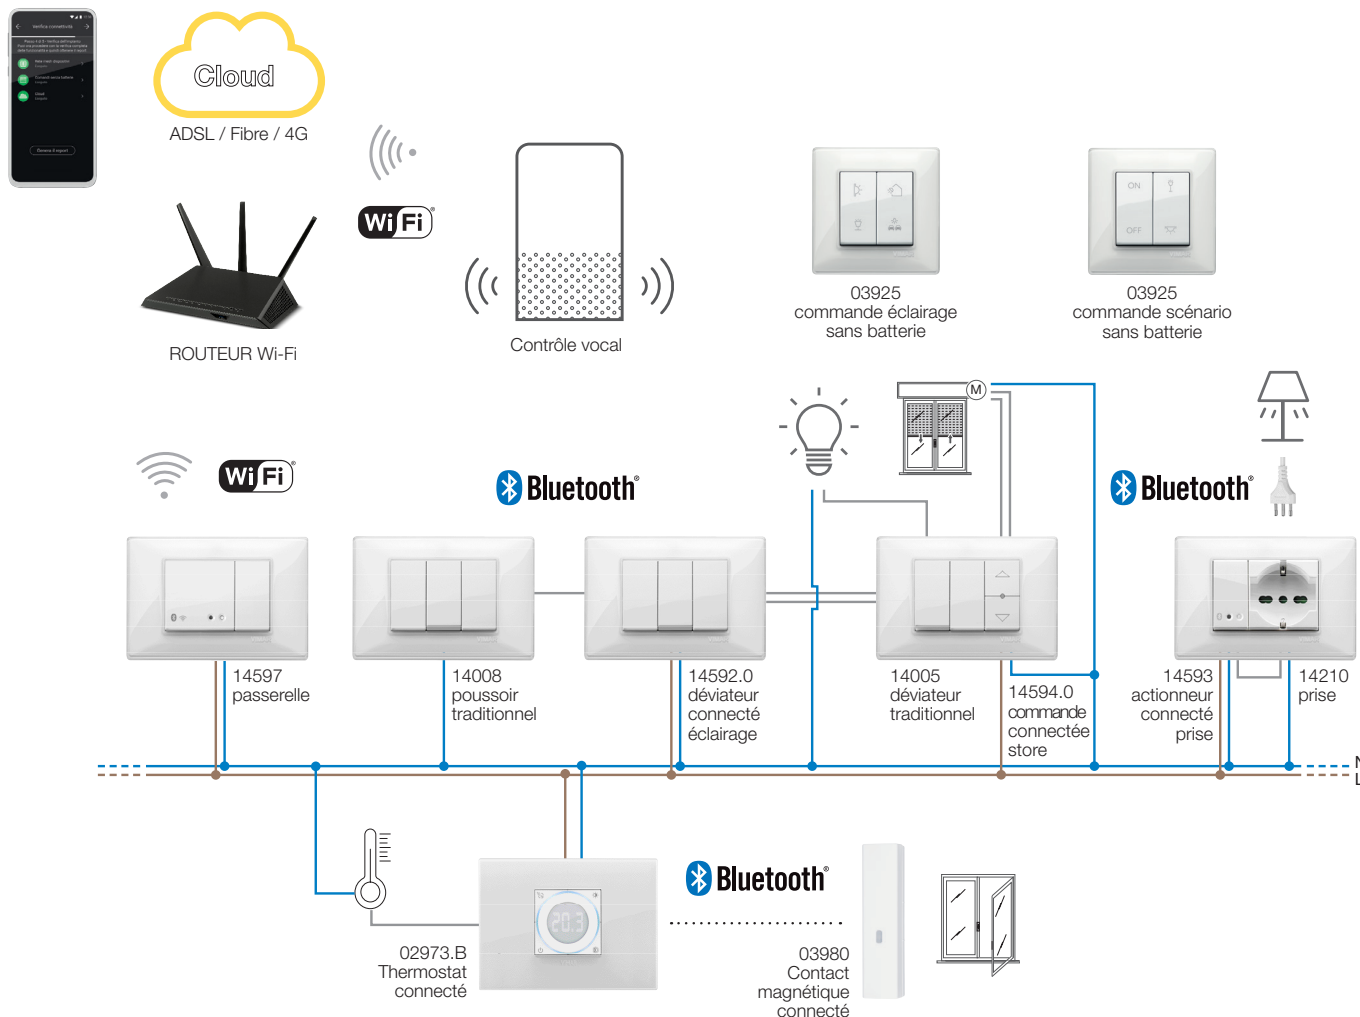 Verifica connettività
Cloud
ADSL / Fibre / 4G
Wi Fi
ROUTEUR Wi-Fi
Contrôle vocal
ON
OFF
03925
commande éclairage
sans batterie
03925
commande scénario
sans batterie
M
Wi Fi
Bluetooth
Bluetooth
14597
passerelle
14008
poussoir
traditionnel
14592.0
déviateur
connecté
éclairage
14005
déviateur
traditionnel
14594.0
commande
connectée
store
14593
actionneur
connecté
prise
14210
prise
N
L
20.3
02973.B
Thermostat
connecté
Bluetooth
03980
Contact
magnétique
connecté